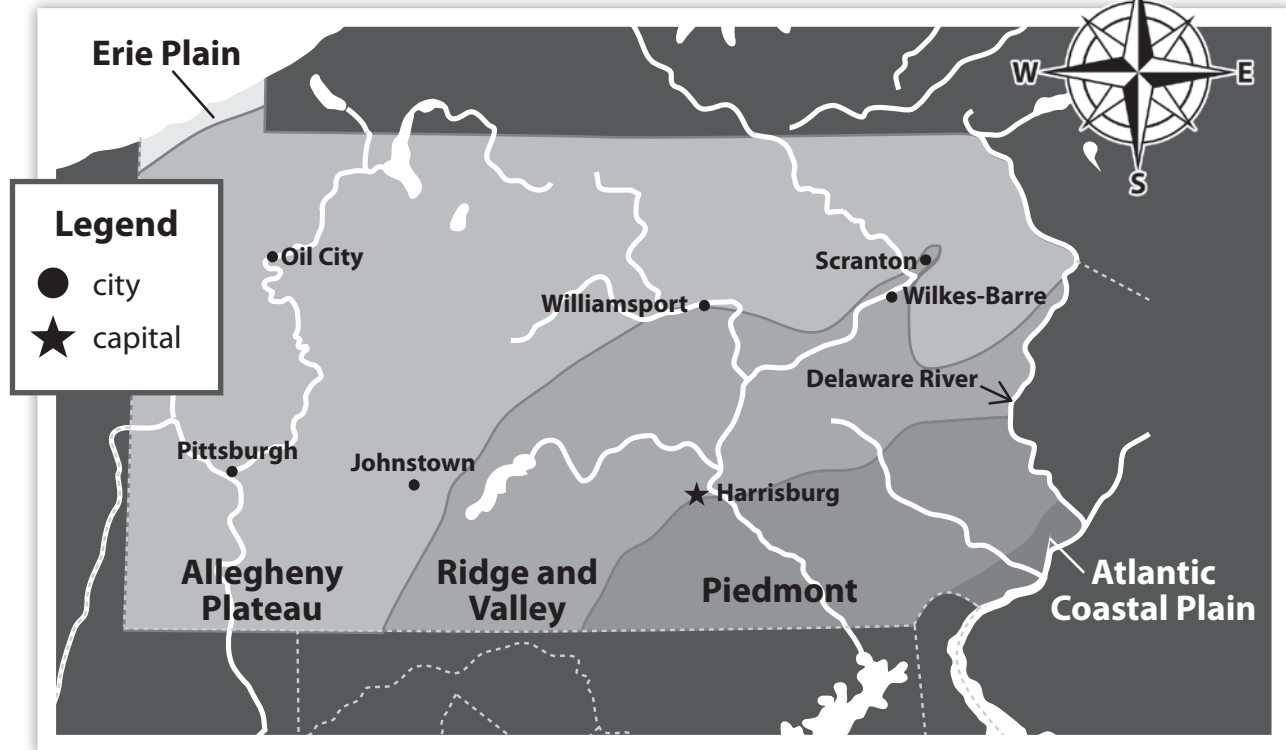 Erie Plain
W
E
S
Legend
city
capital
Oil City
Scranton
Williamsport
Wilkes-Barre
Delaware River
Pittsburgh
Johnstown
Harrisburg
Allegheny
Plateau
Ridge and
Valley
Piedmont
Atlantic
Coastal Plain